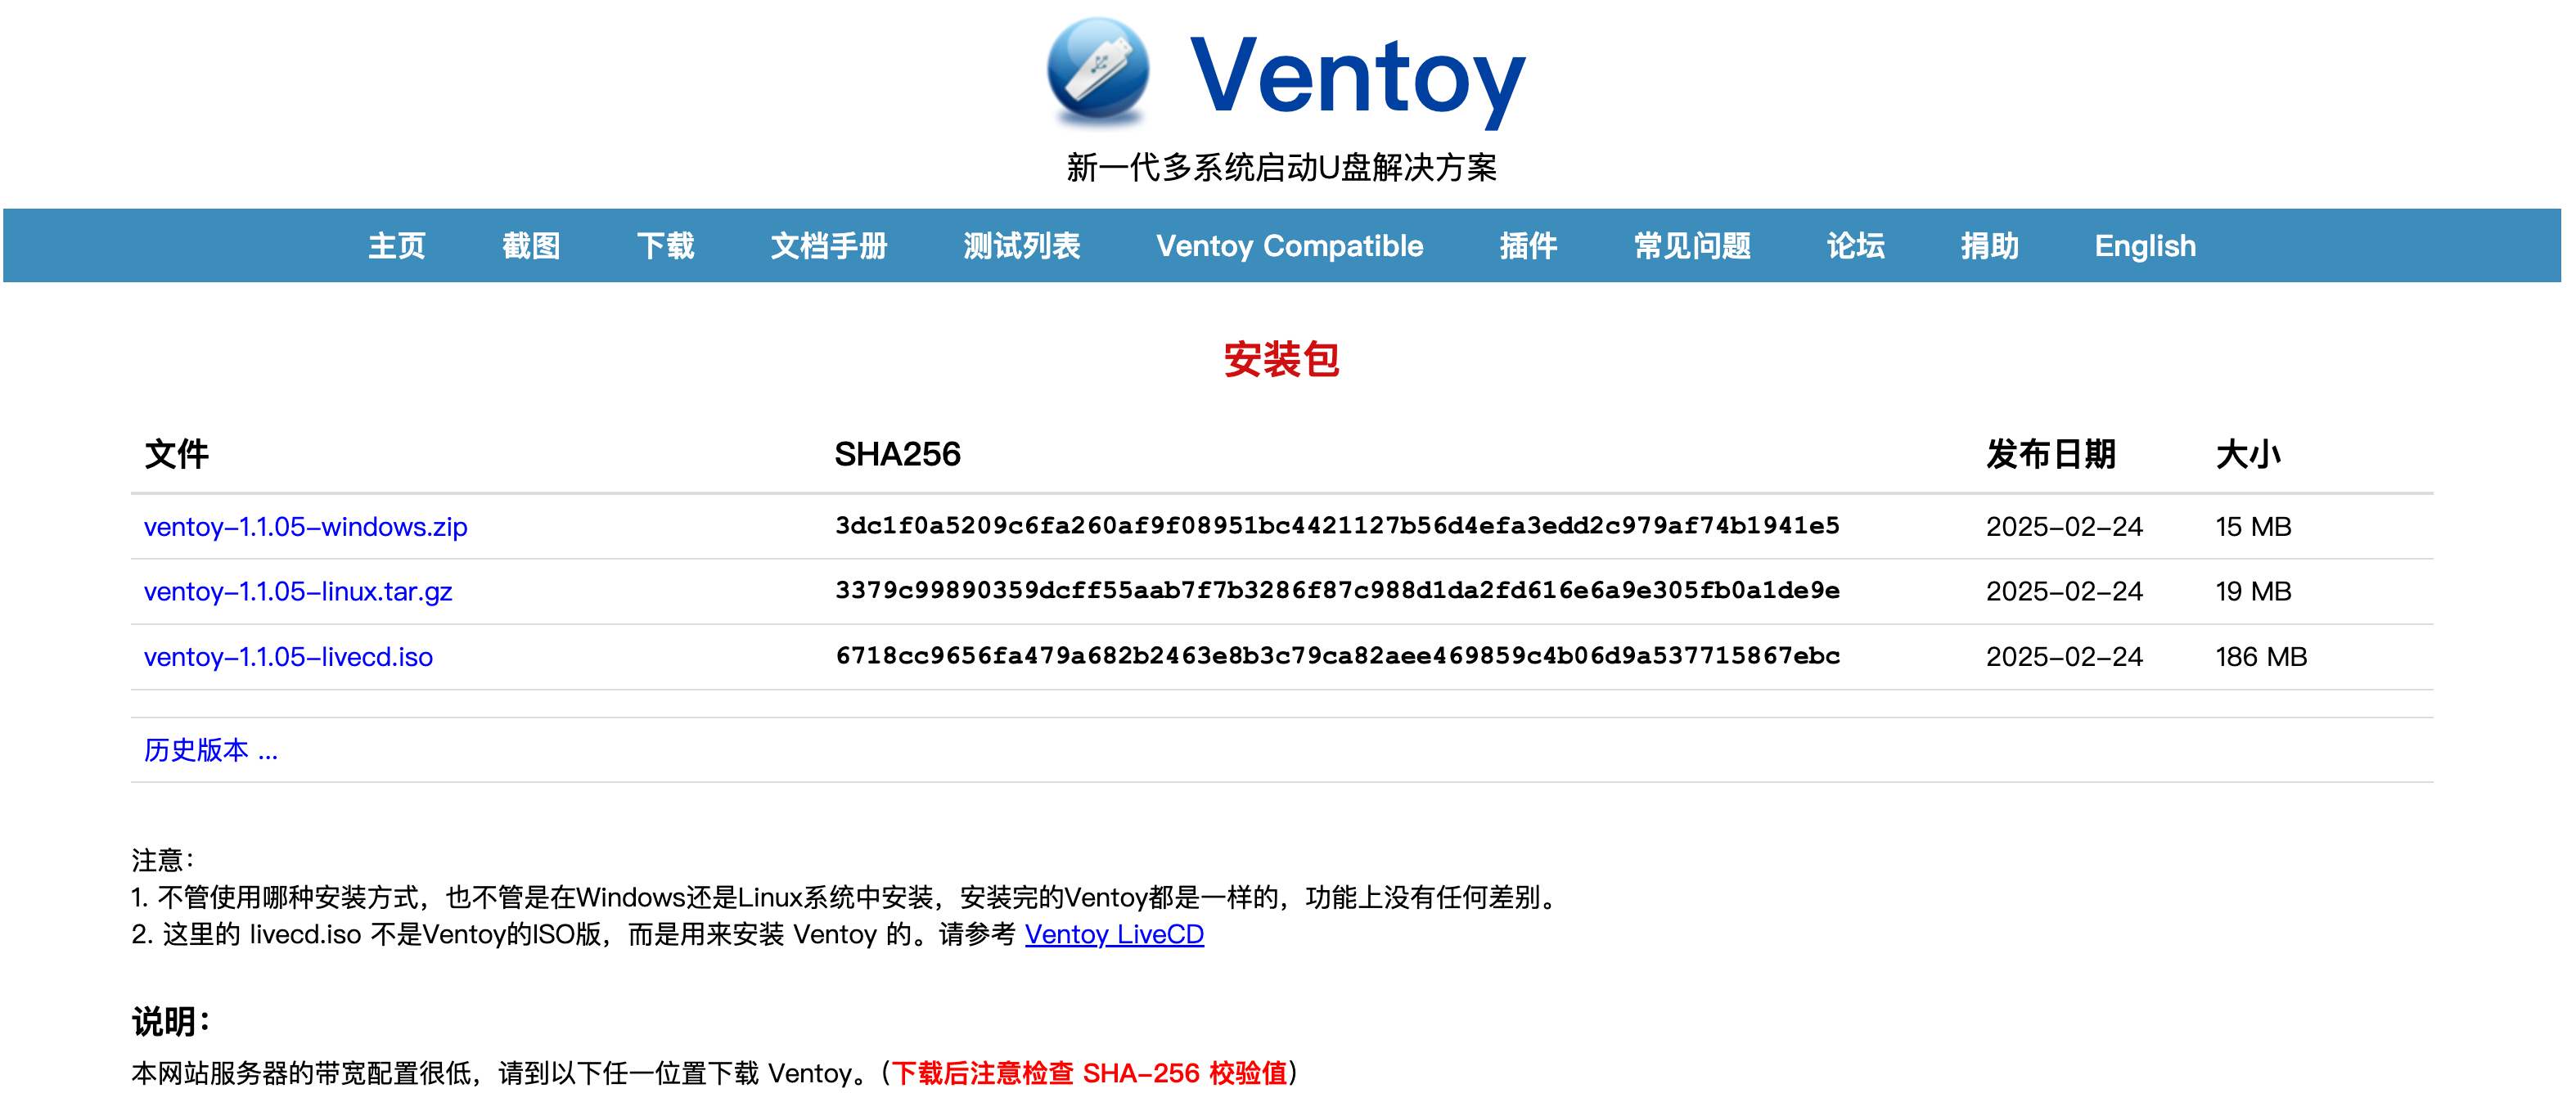 Ventoy
新一代多系统启动U盘解决方案
主页 截图 下载 文档手册 测试列表 Ventoy Compatible 插件 常见问题 论坛 捐助 English
安装包
文件 SHA256 发布日期 大小
ventoy-1.1.05-windows.zip 3dc1f0a5209c6fa260af9f08951bc4421127b56d4efa3edd2c979af74b1941e5 2025-02-24 15 MB
ventoy-1.1.05-linux.tar.gz 3379c99890359dcff55aab7f7b3286f87c988d1da2fd616e6a9e305fb0a1de9e 2025-02-24 19 MB
ventoy-1.1.05-livecd.iso 6718cc9656fa479a682b2463e8b3c79ca82aee469859c4b06d9a537715867ebc 2025-02-24 186 MB
历史版本 ...
注意：
1. 不管使用哪种安装方式，也不管是在Windows还是Linux系统中安装，安装完的Ventoy都是一样的，功能上没有任何差别。
2. 这里的 livecd.iso 不是Ventoy的ISO版，而是用来安装 Ventoy 的。请参考 Ventoy LiveCD
说明：
本网站服务器的带宽配置很低，请到以下任一位置下载 Ventoy。（下载后注意检查 SHA-256 校验值）